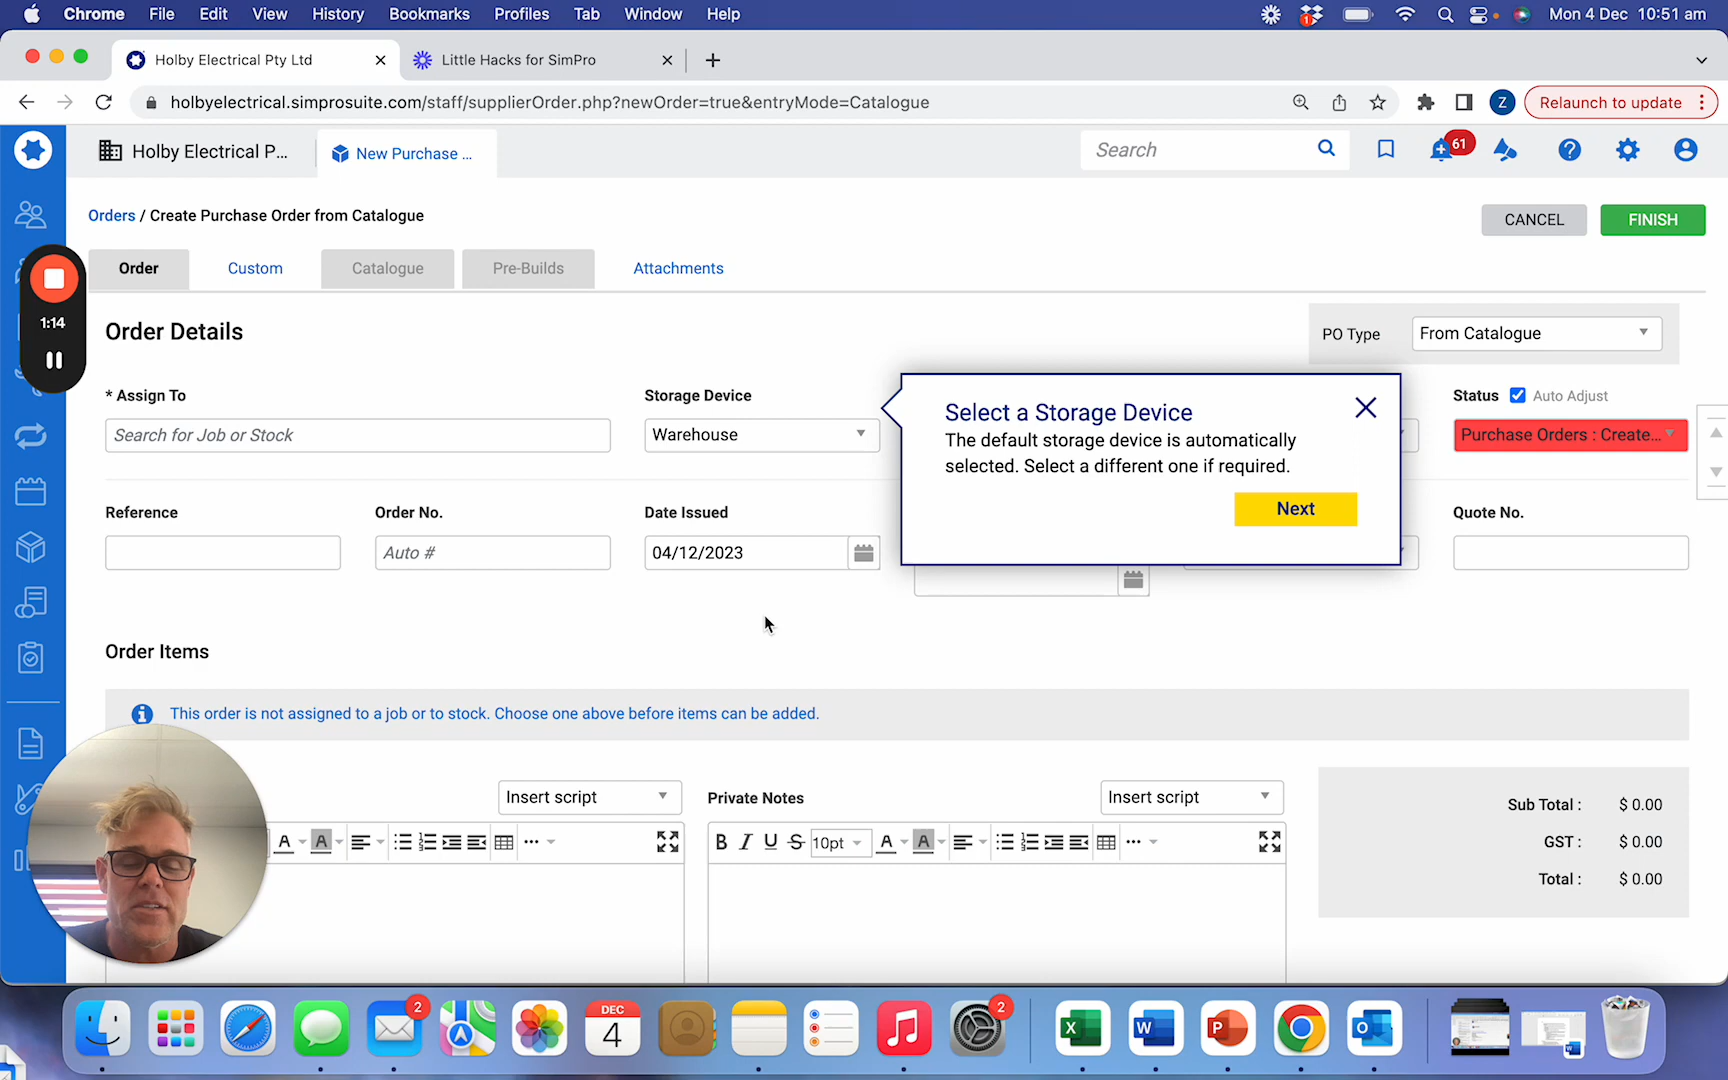 Chrome File Edit View History Bookmarks Profiles Tab Window Help
1
Mon 4 Dec 10:51 am
Holby Electrical Pty Ltd
Little Hacks for SimPro
holbyelectrical.simprosuite.com/staff/supplierOrder.php?newOrder=true&entryMode=Catalogue
Z
Relaunch to update
Holby Electrical P...
New Purchase ...
Search
61
Orders / Create Purchase Order from Catalogue
CANCEL
FINISH
Order
Custom
Catalogue
Pre-Builds
Attachments
1:14
Order Details
PO Type
From Catalogue
* Assign To
Search for Job or Stock
Storage Device
Warehouse
Select a Storage Device
The default storage device is automatically
selected. Select a different one if required.
Next
Status
Auto Adjust
Purchase Orders : Create...
Reference
Order No.
Auto #
Date Issued
04/12/2023
Quote No.
Order Items
This order is not assigned to a job or to stock. Choose one above before items can be added.
Insert script
Private Notes
Insert script
A A
B I U S 10pt A A
Sub Total : $ 0.00
GST : $ 0.00
Total : $ 0.00
2
DEC
4
2
X
W
P
O
W